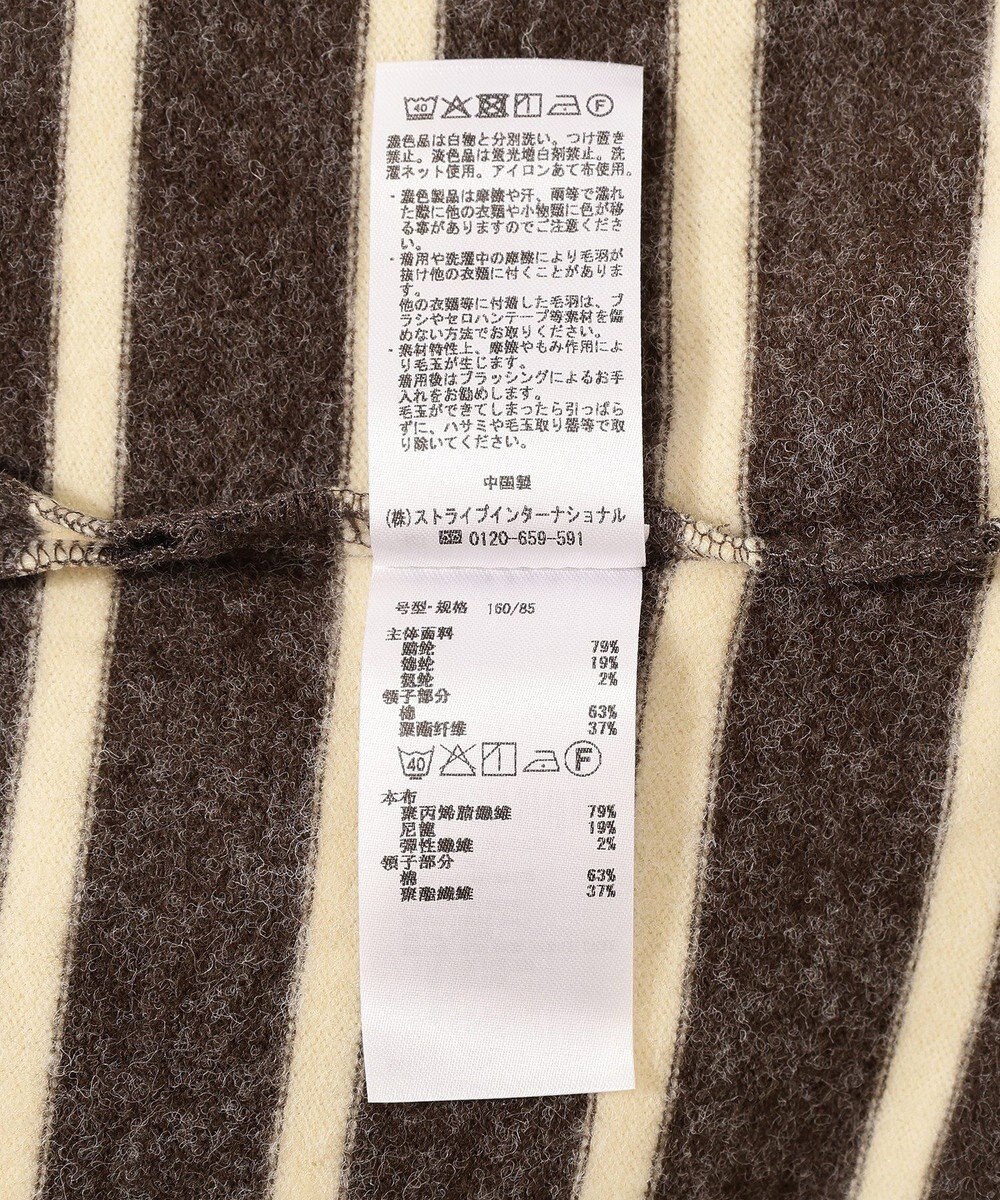 40 F
濃色品は白物と分別洗い。つけ置き
禁止。淡色品は蛍光増白剤禁止。洗
濯ネット使用。アイロンあて布使用。
・濃色製品は摩擦や汗、雨等で濡れ
た際に他の衣類や小物類に色が移
る事がありますのでご注意くださ
い。
・着用や洗濯中の摩擦により毛羽が
抜け他の衣類に付くことがありま
す。
他の衣類等に付着した毛羽は、ブ
ラシやセロハンテープ等素材を傷
めない方法でお取りください。
・素材特性上、摩擦やもみ作用によ
り毛玉が生じます。
着用後はブラッシングによるお手
入れをお勧めします。
毛玉ができてしまったら引っぱら
ずに、ハサミや毛玉取り器等で取
り除いてください。
中国製
(株)ストライプインターナショナル
0120-659-591
号型·规格 160/85
主体面料
腈纶 79%
锦纶 19%
氨纶 2%
领子部分
棉 63%
聚酯纤维 37%
40 F
本布
聚丙烯腈纖維 79%
尼龍 19%
彈性纖維 2%
領子部分
棉 63%
聚酯纖維 37%